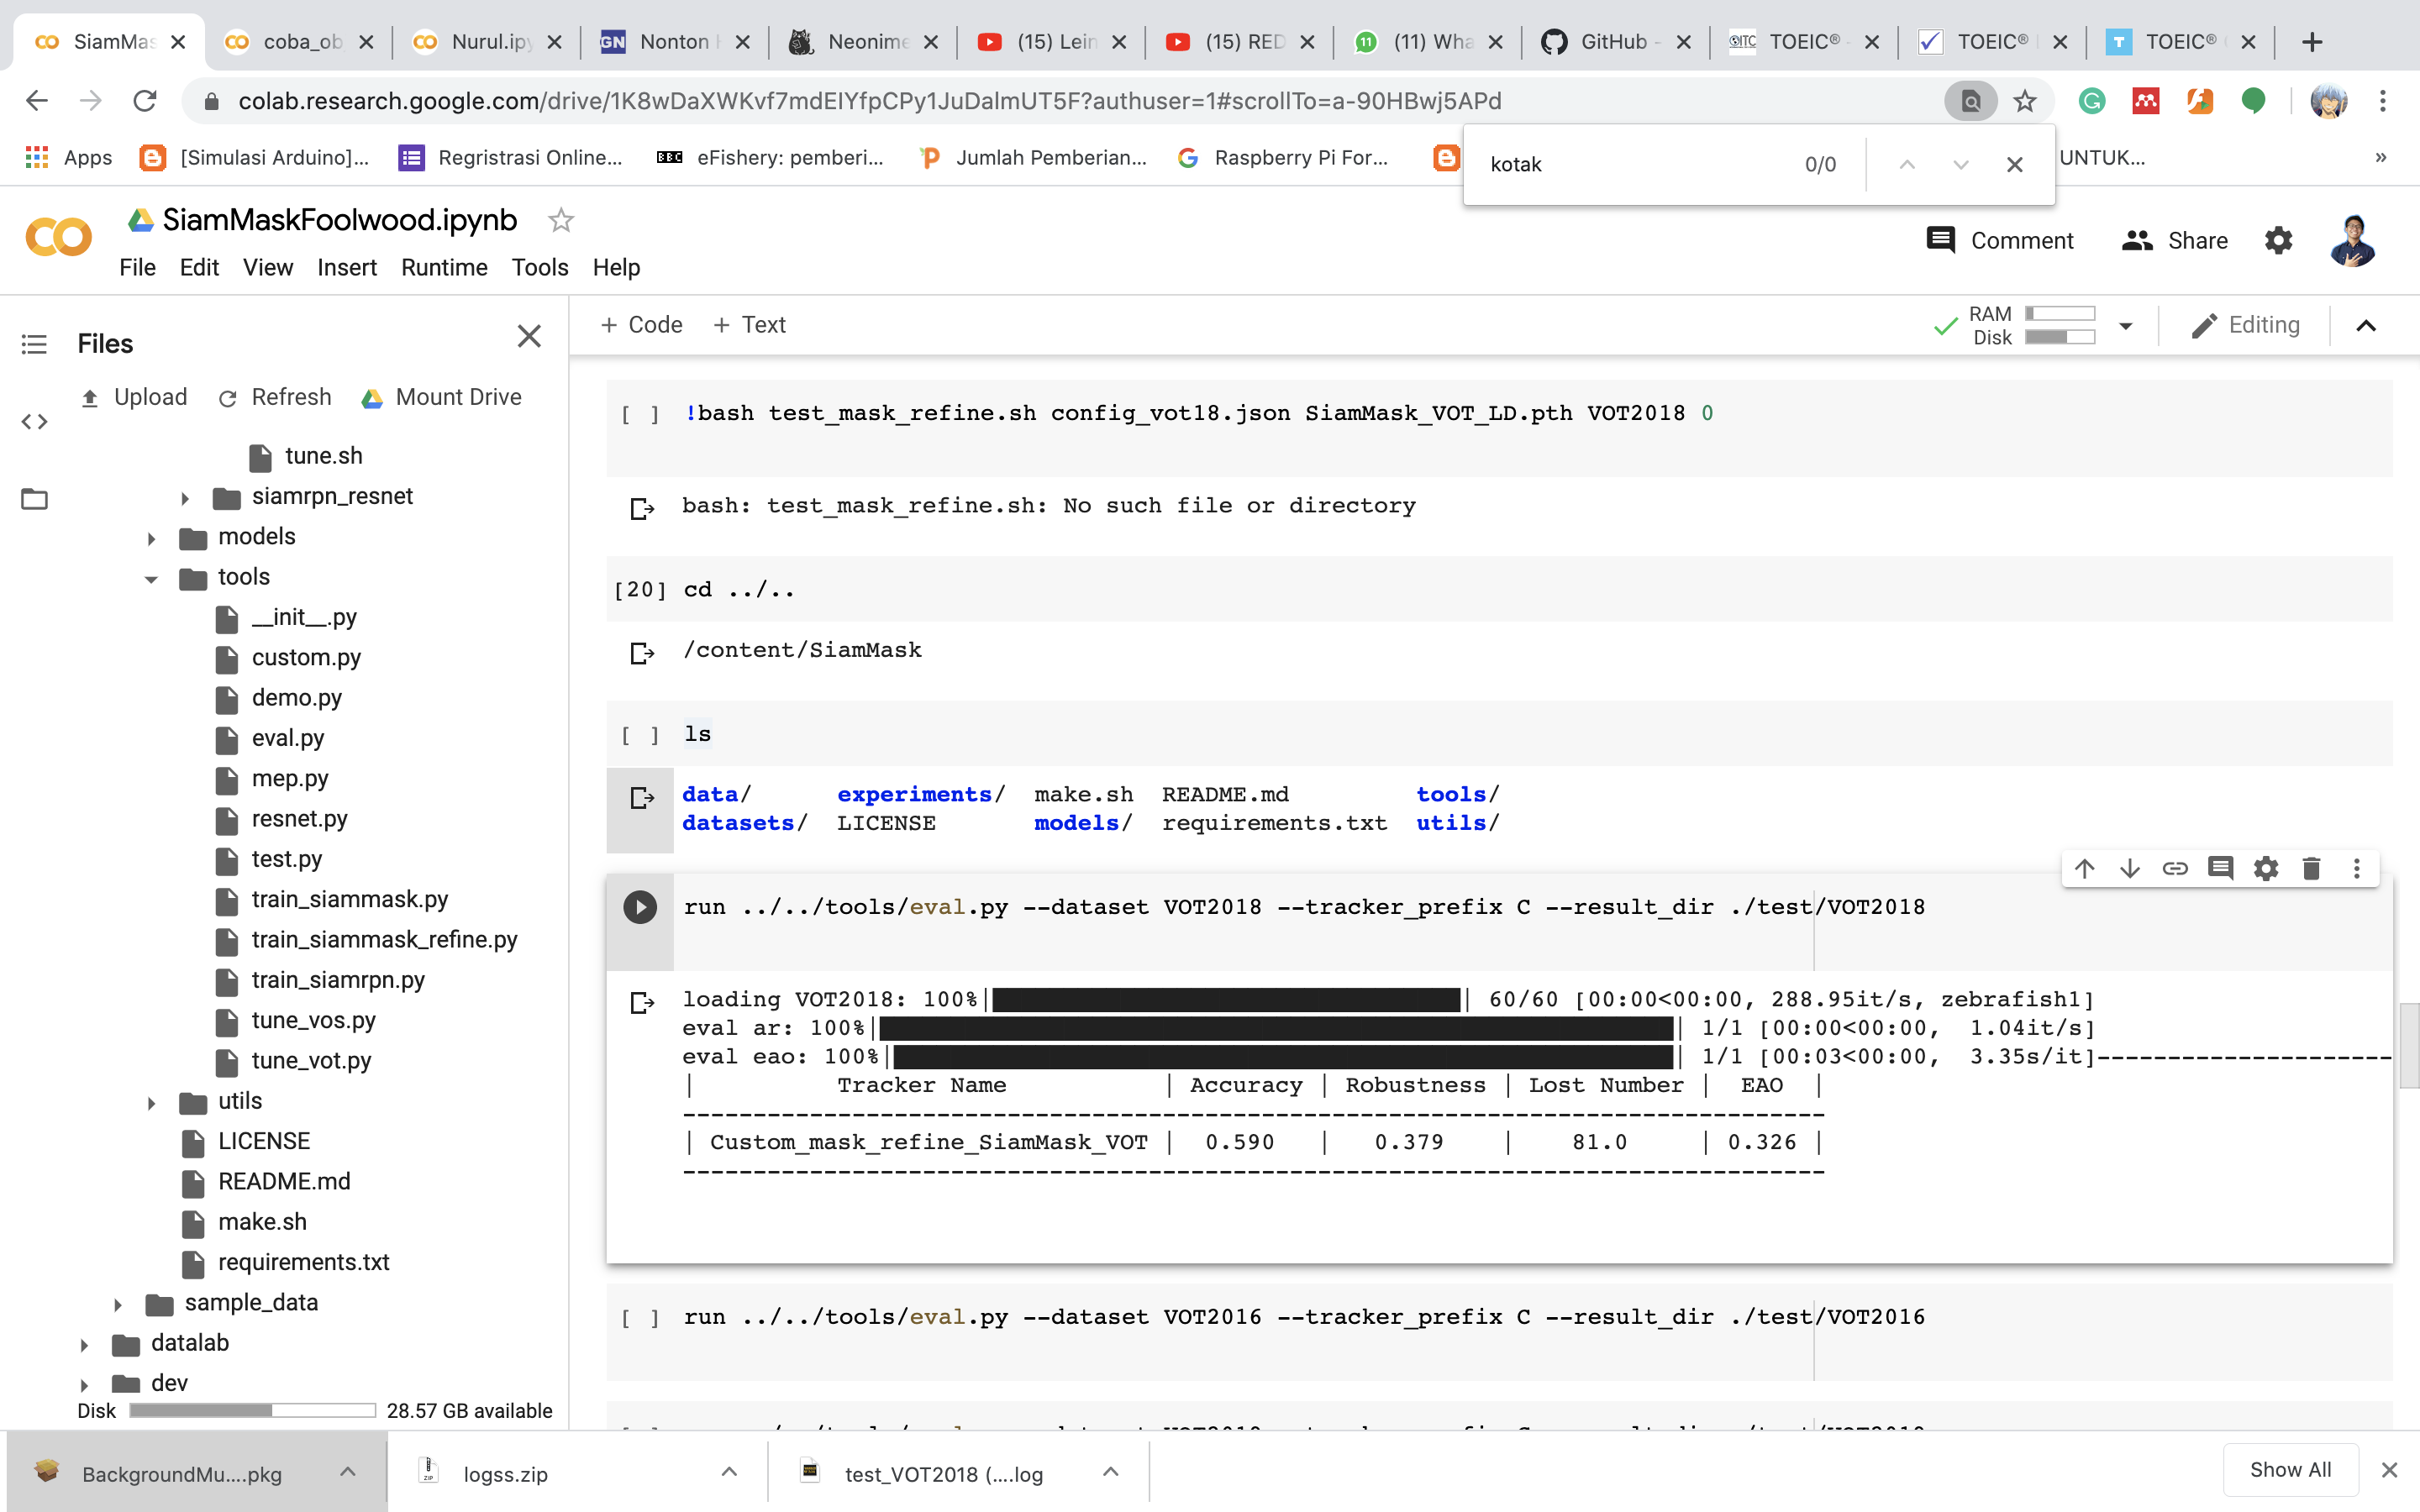 SiamMas
coba_ob
Nurul.ipy
GN Nonton
Neonime
(15) Lein
(15) RED
11 (11) Wha
GitHub -
ITC TOEIC® -
TOEIC®
T TOEIC®
colab.research.google.com/drive/1K8wDaXWKvf7mdEIYfpCPy1JuDalmUT5F?authuser=1#scrollTo=a-90HBwj5APd
Apps
[Simulasi Arduino]...
Regristrasi Online...
BBC eFishery: pemberi...
Jumlah Pemberian...
Raspberry Pi For...
UNTUK...
»
kotak 0/0
SiamMaskFoolwood.ipynb
Comment
Share
File Edit View Insert Runtime Tools Help
Files
+ Code + Text
RAM
Disk
Editing
Upload Refresh Mount Drive
tune.sh
siamrpn_resnet
models
tools
__init__.py
custom.py
demo.py
eval.py
mep.py
resnet.py
test.py
train_siammask.py
train_siammask_refine.py
train_siamrpn.py
tune_vos.py
tune_vot.py
utils
LICENSE
README.md
make.sh
requirements.txt
sample_data
datalab
dev
Disk 28.57 GB available
[ ] !bash test_mask_refine.sh config_vot18.json SiamMask_VOT_LD.pth VOT2018 0
bash: test_mask_refine.sh: No such file or directory
[20] cd ../..
/content/SiamMask
[ ] ls
data/ experiments/ make.sh README.md tools/
datasets/ LICENSE models/ requirements.txt utils/
run ../../tools/eval.py --dataset VOT2018 --tracker_prefix C --result_dir ./test/VOT2018
loading VOT2018: 100%|██████████| 60/60 [00:00<00:00, 288.95it/s, zebrafish1]
eval ar: 100%|██████████| 1/1 [00:00<00:00, 1.04it/s]
eval eao: 100%|██████████| 1/1 [00:03<00:00, 3.35s/it]---------------------
| Tracker Name | Accuracy | Robustness | Lost Number | EAO |
---------------------------------------------------------------------------------
| Custom_mask_refine_SiamMask_VOT | 0.590 | 0.379 | 81.0 | 0.326 |
---------------------------------------------------------------------------------
[ ] run ../../tools/eval.py --dataset VOT2016 --tracker_prefix C --result_dir ./test/VOT2016
BackgroundMu....pkg
logss.zip
test_VOT2018 (....log
Show All